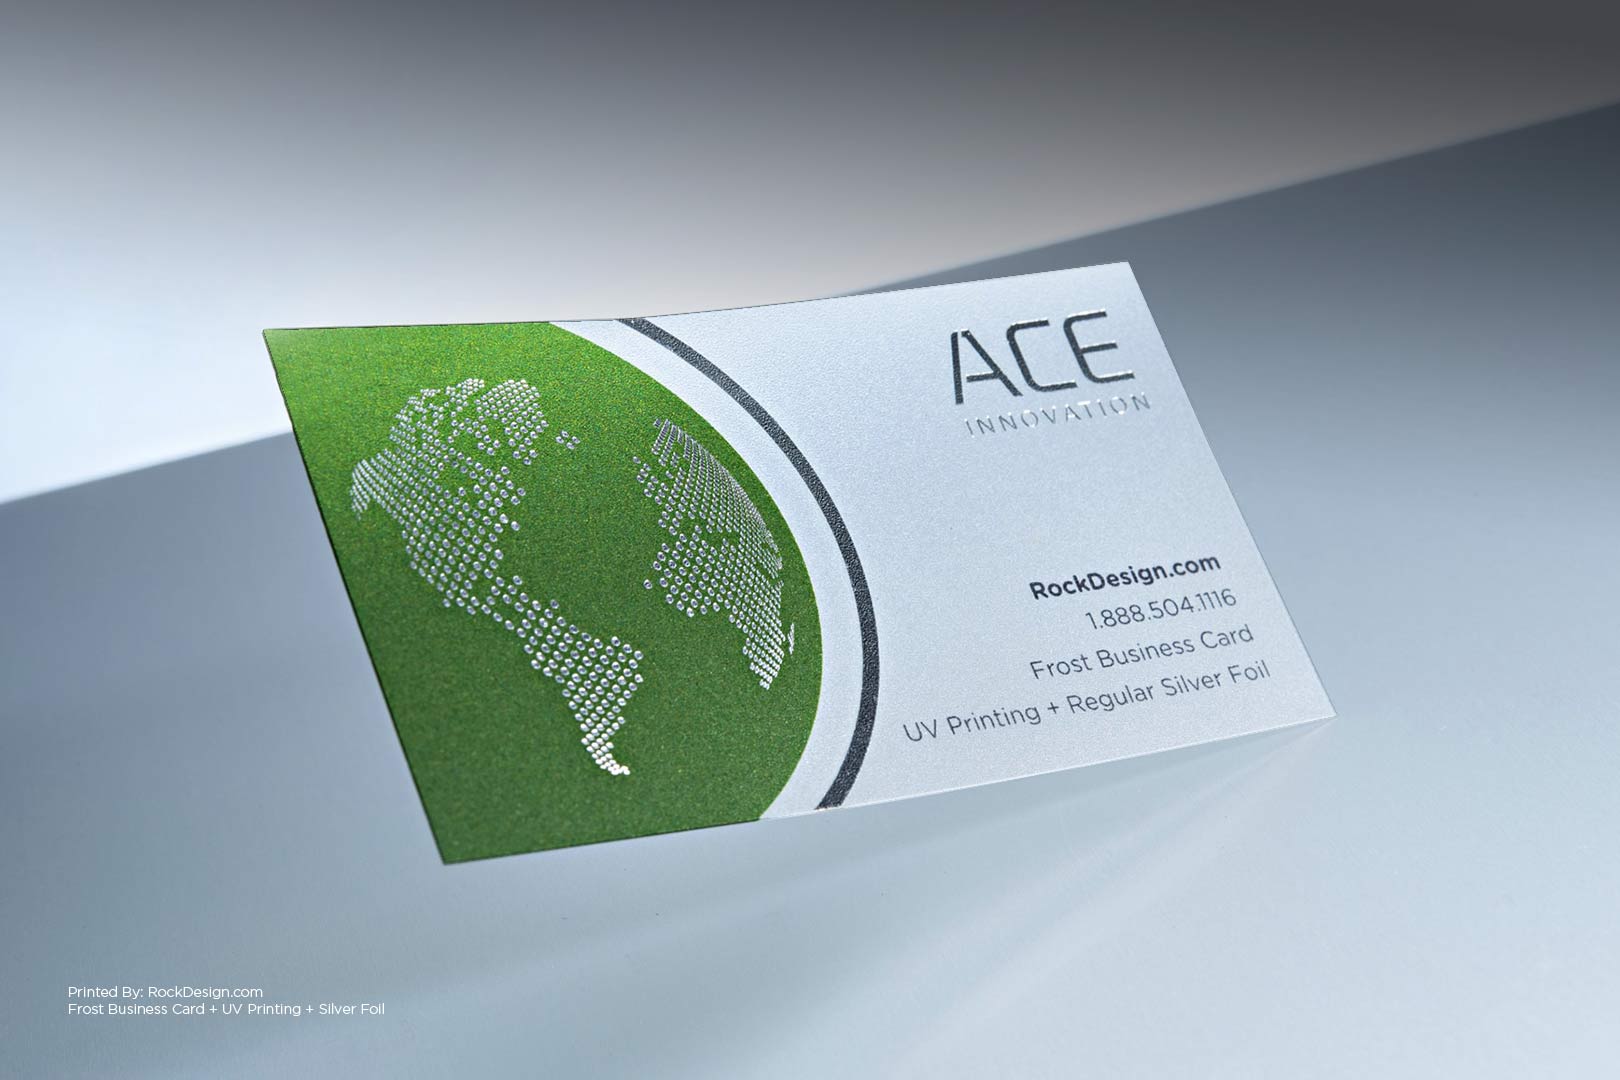 ACE
INNOVATION
RockDesign.com
1.888.504.1116
Frost Business Card
UV Printing + Regular Silver Foil
Printed By: RockDesign.com
Frost Business Card + UV Printing + Silver Foil